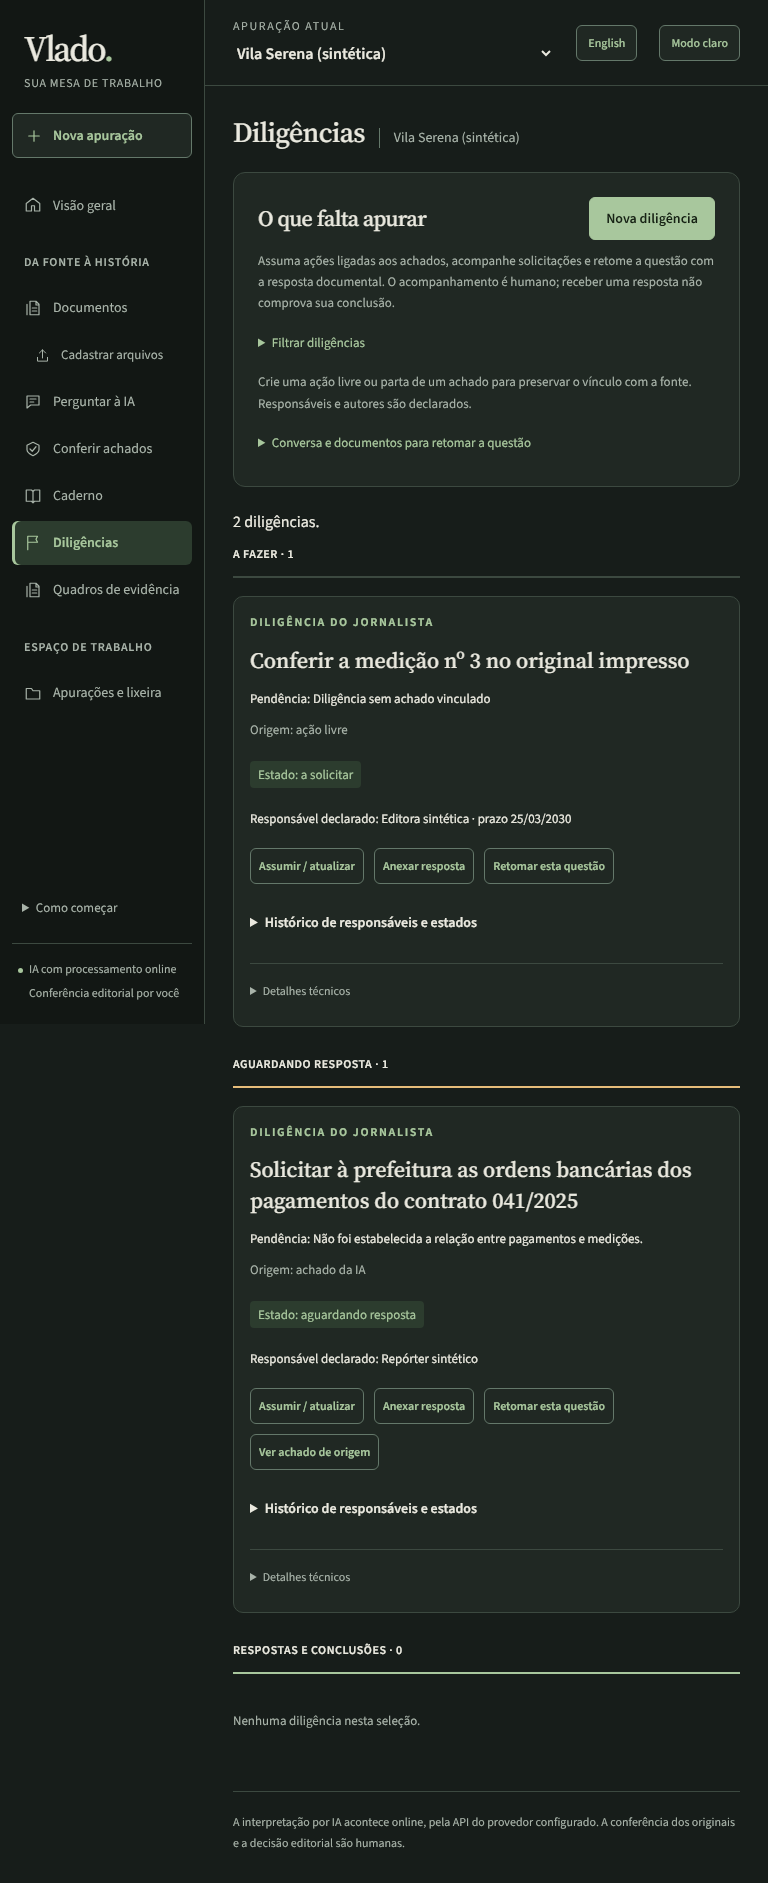 Vlado.
SUA MESA DE TRABALHO
Nova apuração
Visão geral
DA FONTE À HISTÓRIA
Documentos
Cadastrar arquivos
Perguntar à IA
Conferir achados
Caderno
Diligências
Quadros de evidência
ESPAÇO DE TRABALHO
Apurações e lixeira
Como começar
IA com processamento online
Conferência editorial por você
APURAÇÃO ATUAL
Vila Serena (sintética)
English
Modo claro
Diligências
Vila Serena (sintética)
O que falta apurar
Nova diligência
Assuma ações ligadas aos achados, acompanhe solicitações e retome a questão com
a resposta documental. O acompanhamento é humano; receber uma resposta não
comprova sua conclusão.
Filtrar diligências
Crie uma ação livre ou parta de um achado para preservar o vínculo com a fonte.
Responsáveis e autores são declarados.
Conversa e documentos para retomar a questão
2 diligências.
A FAZER · 1
DILIGÊNCIA DO JORNALISTA
Conferir a medição nº 3 no original impresso
Pendência: Diligência sem achado vinculado
Origem: ação livre
Estado: a solicitar
Responsável declarado: Editora sintética · prazo 25/03/2030
Assumir / atualizar
Anexar resposta
Retomar esta questão
Histórico de responsáveis e estados
Detalhes técnicos
AGUARDANDO RESPOSTA · 1
DILIGÊNCIA DO JORNALISTA
Solicitar à prefeitura as ordens bancárias dos
pagamentos do contrato 041/2025
Pendência: Não foi estabelecida a relação entre pagamentos e medições.
Origem: achado da IA
Estado: aguardando resposta
Responsável declarado: Repórter sintético
Assumir / atualizar
Anexar resposta
Retomar esta questão
Ver achado de origem
Histórico de responsáveis e estados
Detalhes técnicos
RESPOSTAS E CONCLUSÕES · 0
Nenhuma diligência nesta seleção.
A interpretação por IA acontece online, pela API do provedor configurado. A conferência dos originais
e a decisão editorial são humanas.